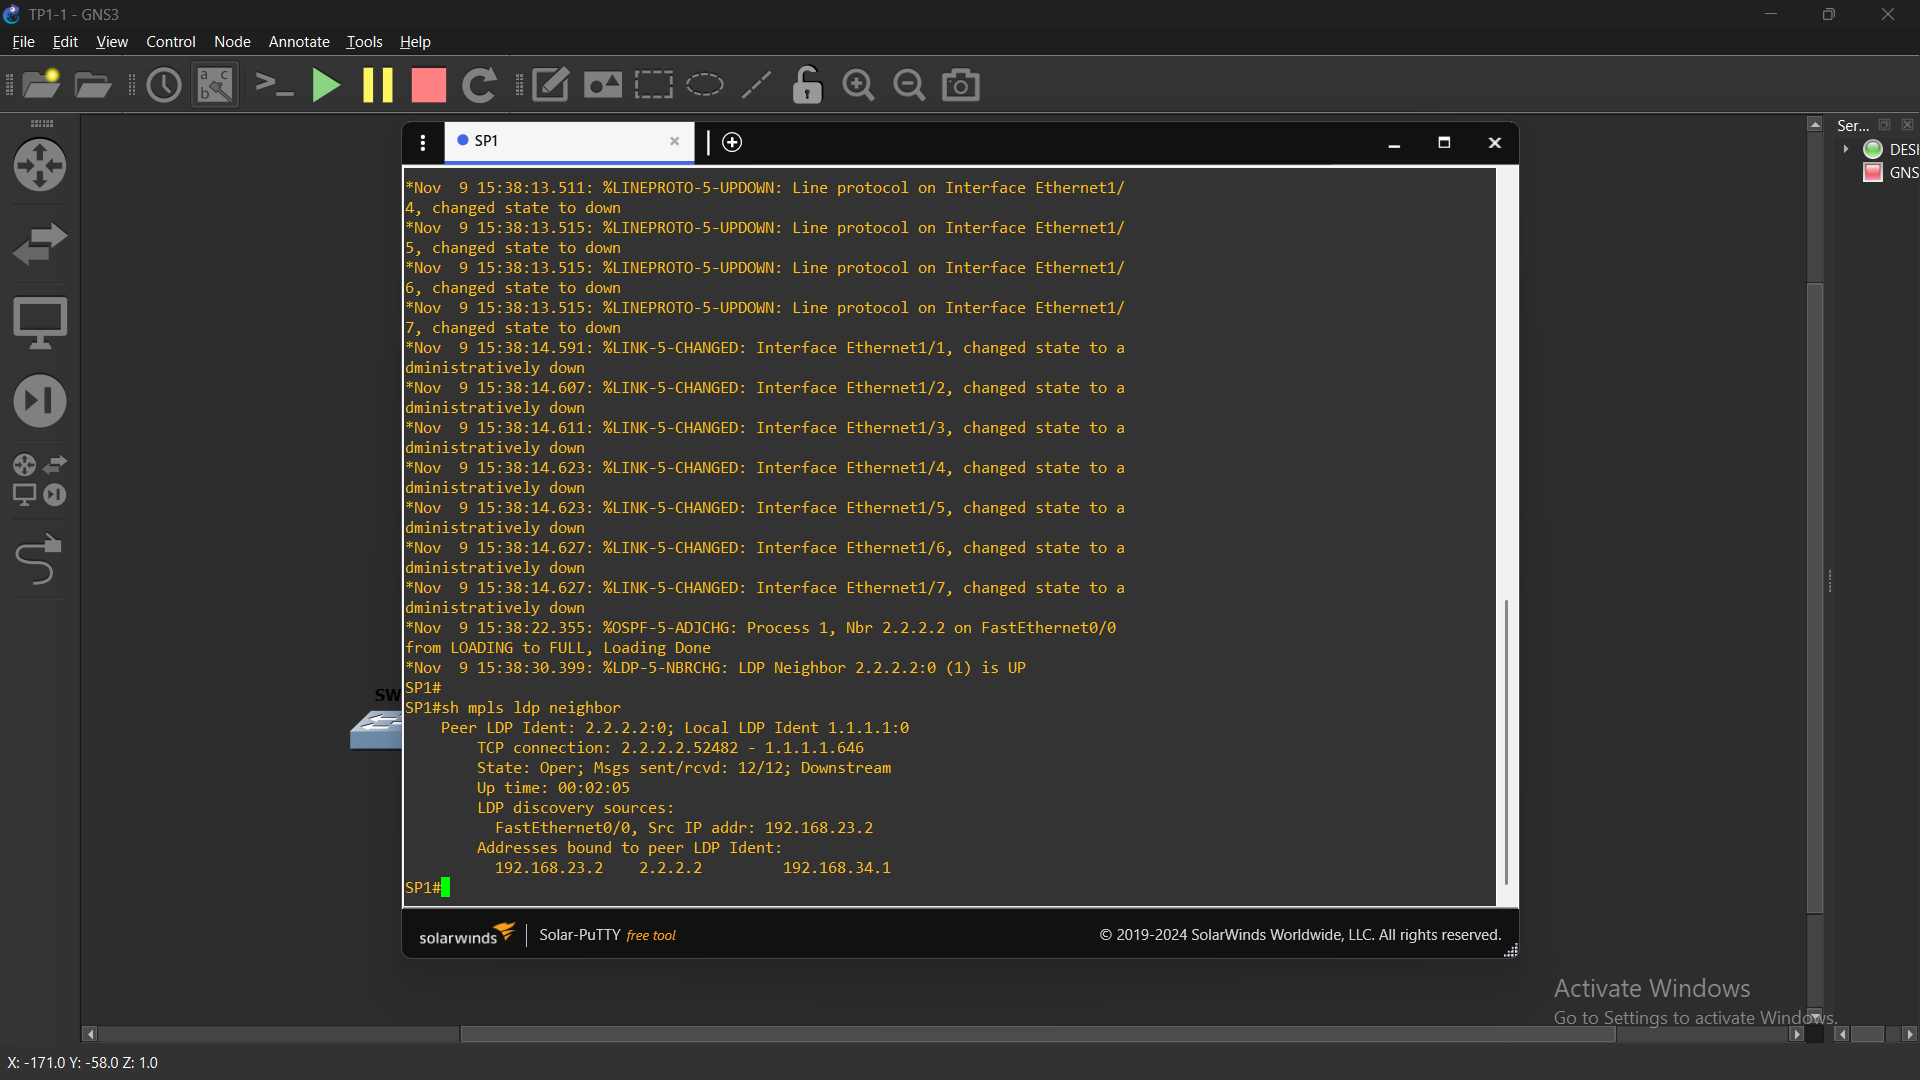 TP1-1 - GNS3
File Edit View Control Node Annotate Tools Help
SP1
Ser...
DESI
GNS
*Nov  9 15:38:13.511: %LINEPROTO-5-UPDOWN: Line protocol on Interface Ethernet1/
4, changed state to down
*Nov  9 15:38:13.515: %LINEPROTO-5-UPDOWN: Line protocol on Interface Ethernet1/
5, changed state to down
*Nov  9 15:38:13.515: %LINEPROTO-5-UPDOWN: Line protocol on Interface Ethernet1/
6, changed state to down
*Nov  9 15:38:13.515: %LINEPROTO-5-UPDOWN: Line protocol on Interface Ethernet1/
7, changed state to down
*Nov  9 15:38:14.591: %LINK-5-CHANGED: Interface Ethernet1/1, changed state to a
dministratively down
*Nov  9 15:38:14.607: %LINK-5-CHANGED: Interface Ethernet1/2, changed state to a
dministratively down
*Nov  9 15:38:14.611: %LINK-5-CHANGED: Interface Ethernet1/3, changed state to a
dministratively down
*Nov  9 15:38:14.623: %LINK-5-CHANGED: Interface Ethernet1/4, changed state to a
dministratively down
*Nov  9 15:38:14.623: %LINK-5-CHANGED: Interface Ethernet1/5, changed state to a
dministratively down
*Nov  9 15:38:14.627: %LINK-5-CHANGED: Interface Ethernet1/6, changed state to a
dministratively down
*Nov  9 15:38:14.627: %LINK-5-CHANGED: Interface Ethernet1/7, changed state to a
dministratively down
*Nov  9 15:38:22.355: %OSPF-5-ADJCHG: Process 1, Nbr 2.2.2.2 on FastEthernet0/0
from LOADING to FULL, Loading Done
*Nov  9 15:38:30.399: %LDP-5-NBRCHG: LDP Neighbor 2.2.2.2:0 (1) is UP
SP1#
SP1#sh mpls ldp neighbor
    Peer LDP Ident: 2.2.2.2:0; Local LDP Ident 1.1.1.1:0
        TCP connection: 2.2.2.2.52482 - 1.1.1.1.646
        State: Oper; Msgs sent/rcvd: 12/12; Downstream
        Up time: 00:02:05
        LDP discovery sources:
          FastEthernet0/0, Src IP addr: 192.168.23.2
        Addresses bound to peer LDP Ident:
          192.168.23.2    2.2.2.2         192.168.34.1
SP1#
SW
solarwinds Solar-PuTTY free tool © 2019-2024 SolarWinds Worldwide, LLC. All rights reserved.
Activate Windows
Go to Settings to activate Windows.
X: -171.0 Y: -58.0 Z: 1.0